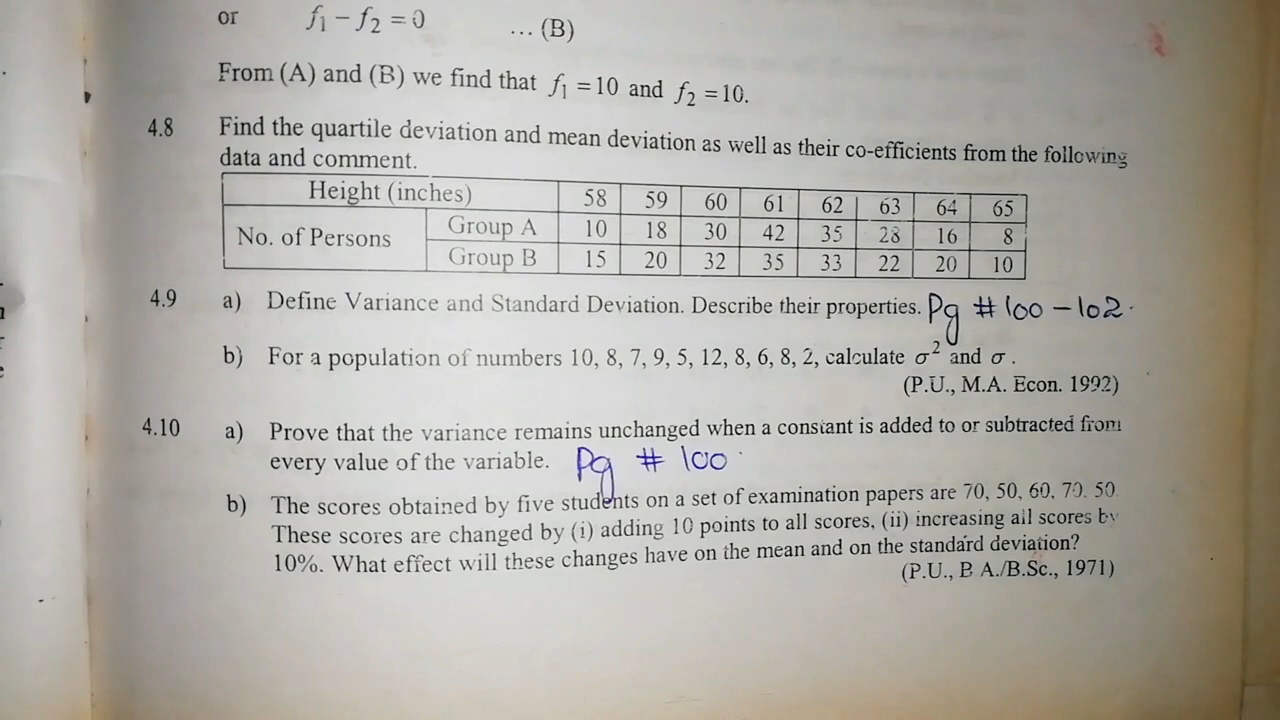 or f₁ − f₂ = 0 ... (B)
From (A) and (B) we find that f₁ = 10 and f₂ = 10.
4.8 Find the quartile deviation and mean deviation as well as their co-efficients from the following
data and comment.
Height (inches) 58 59 60 61 62 63 64 65
No. of Persons Group A 10 18 30 42 35 28 16 8
Group B 15 20 32 35 33 22 20 10
4.9 a) Define Variance and Standard Deviation. Describe their properties. Pg # 100 – 102.
b) For a population of numbers 10, 8, 7, 9, 5, 12, 8, 6, 8, 2, calculate σ² and σ.
(P.U., M.A. Econ. 1992)
4.10 a) Prove that the variance remains unchanged when a constant is added to or subtracted from
every value of the variable. Pg # 100
b) The scores obtained by five students on a set of examination papers are 70, 50, 60, 70. 50.
These scores are changed by (i) adding 10 points to all scores, (ii) increasing all scores by
10%. What effect will these changes have on the mean and on the standard deviation?
(P.U., B A./B.Sc., 1971)